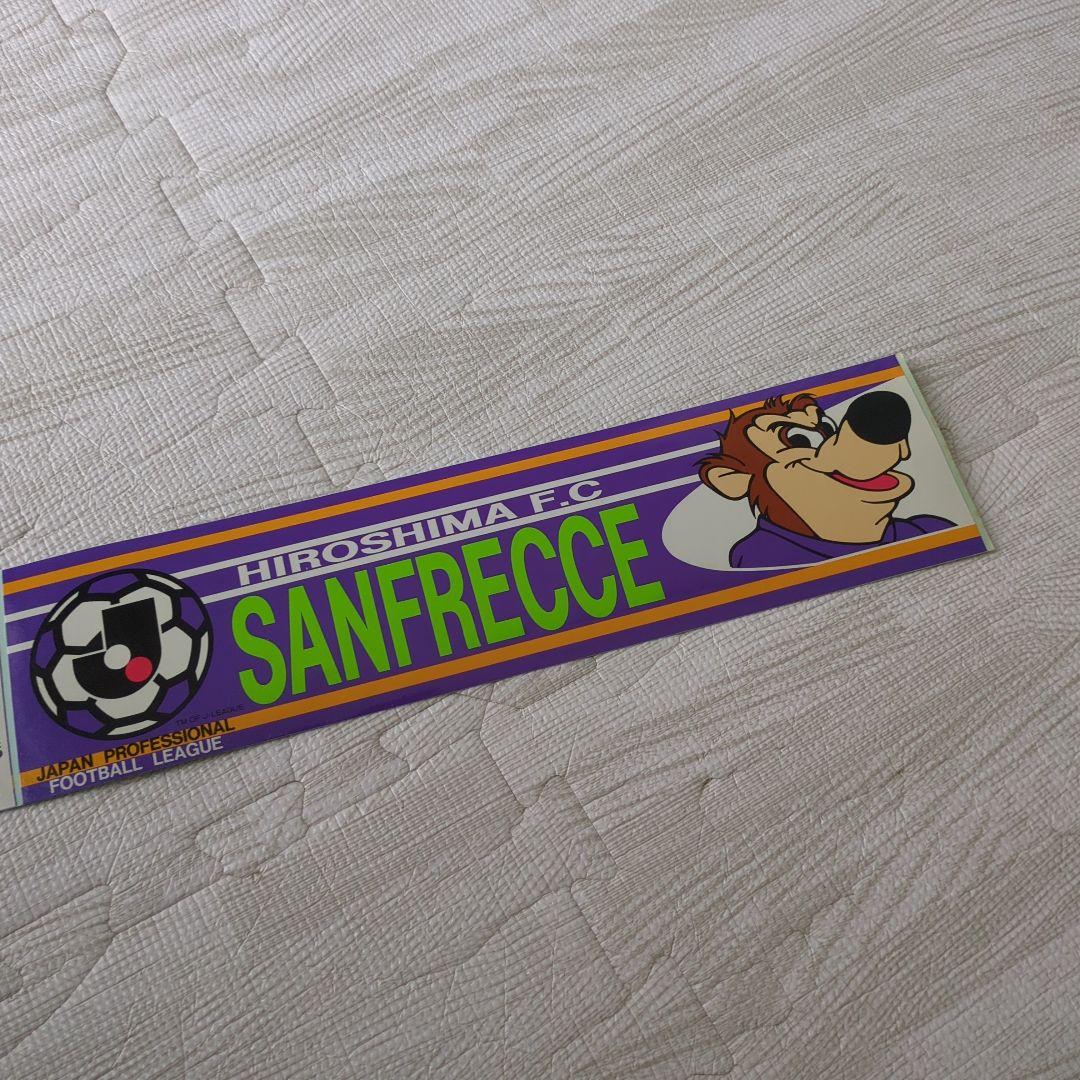 HIROSHIMA F.C
SANFRECCE
TM OF J.LEAGUE
JAPAN PROFESSIONAL
FOOTBALL LEAGUE